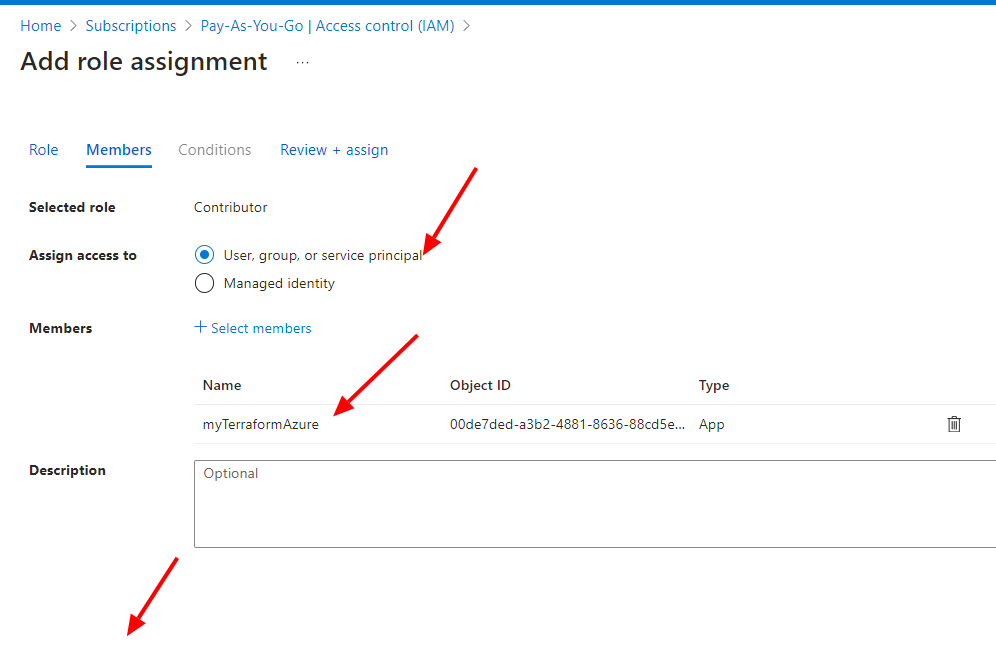 Home > Subscriptions > Pay-As-You-Go | Access control (IAM) >
Add role assignment ...
Role Members Conditions Review + assign
Selected role Contributor
Assign access to User, group, or service principal
Managed identity
Members + Select members
Name Object ID Type
myTerraformAzure 00de7ded-a3b2-4881-8636-88cd5e... App
Description Optional